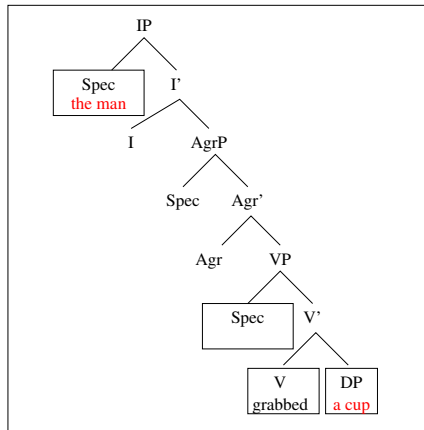 IP
Spec
the man
I'
I
AgrP
Spec
Agr'
Agr
VP
Spec
V'
V
grabbed
DP
a cup